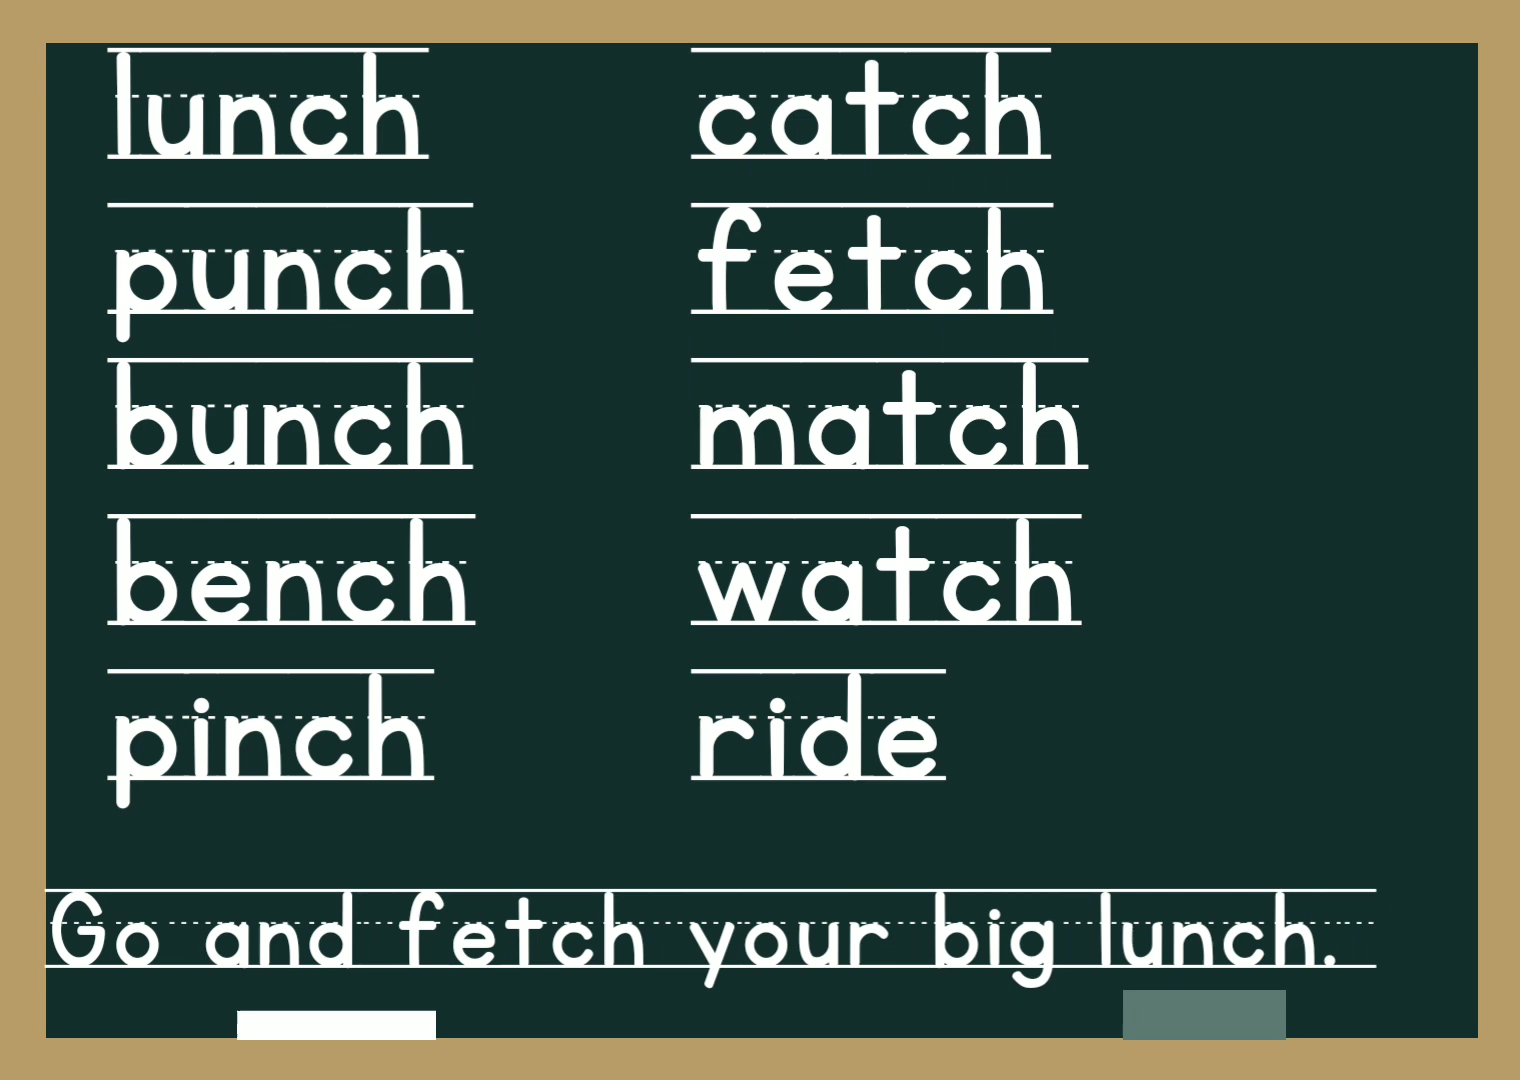 lunch
punch
bunch
bench
pinch
catch
fetch
match
watch
ride
Go and fetch your big lunch.